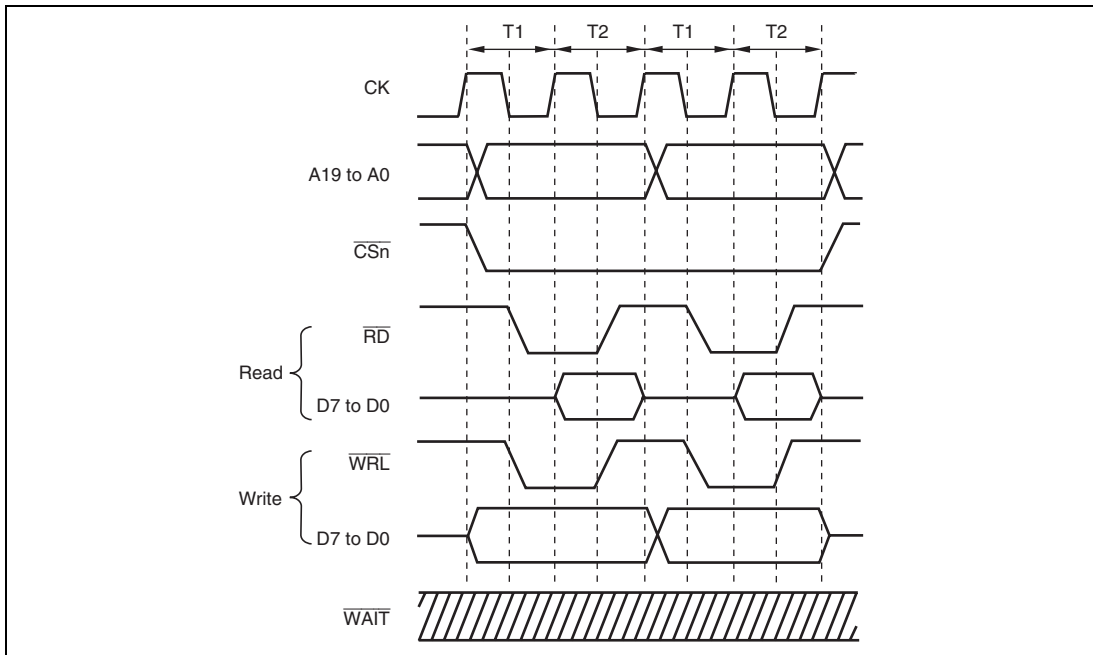 T1 T2 T1 T2
CK
A19 to A0
CSn
RD
Read
D7 to D0
WRL
Write
D7 to D0
WAIT